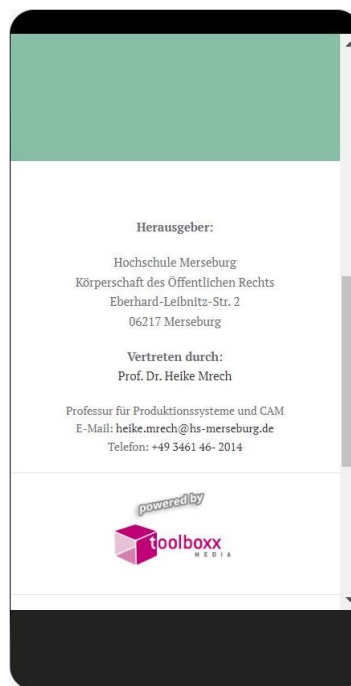 Herausgeber:
Hochschule Merseburg
Körperschaft des Öffentlichen Rechts
Eberhard-Leibnitz-Str. 2
06217 Merseburg
Vertreten durch:
Prof. Dr. Heike Mrech
Professur für Produktionssysteme und CAM
E-Mail: heike.mrech@hs-merseburg.de
Telefon: +49 3461 46- 2014
powered by
toolboxx
MEDIA